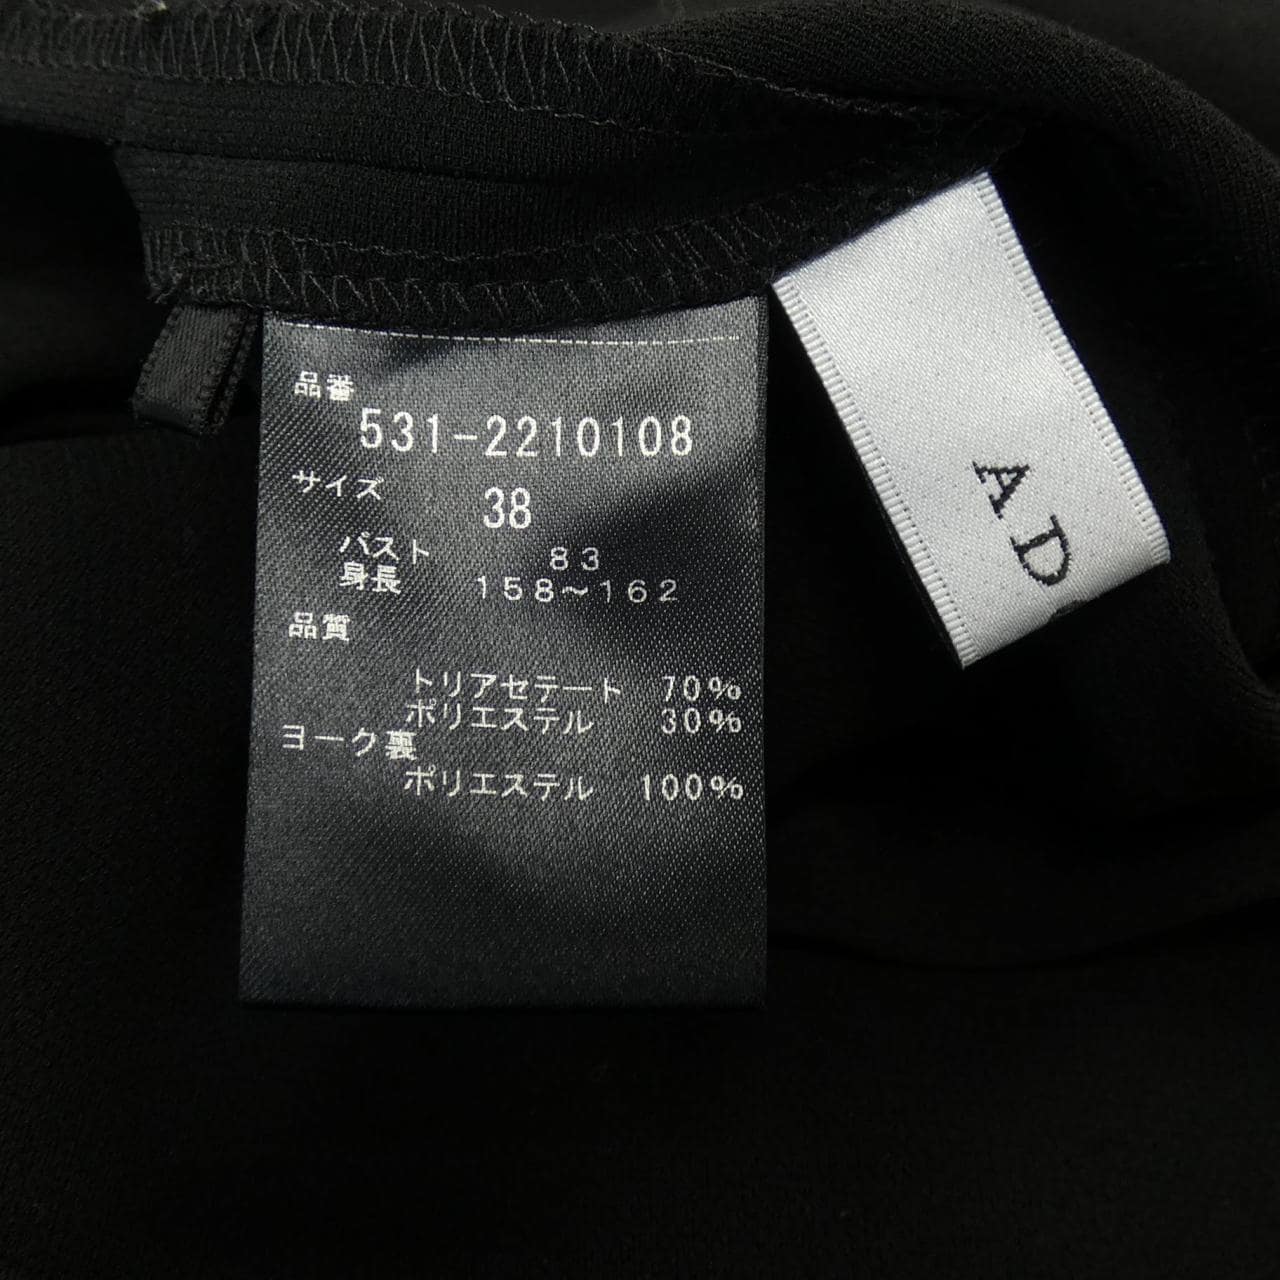 品番
531-2210108
サイズ 38
バスト 83
身長 158～162
品質
トリアセテート 70%
ポリエステル 30%
ヨーク裏
ポリエステル 100%
AD